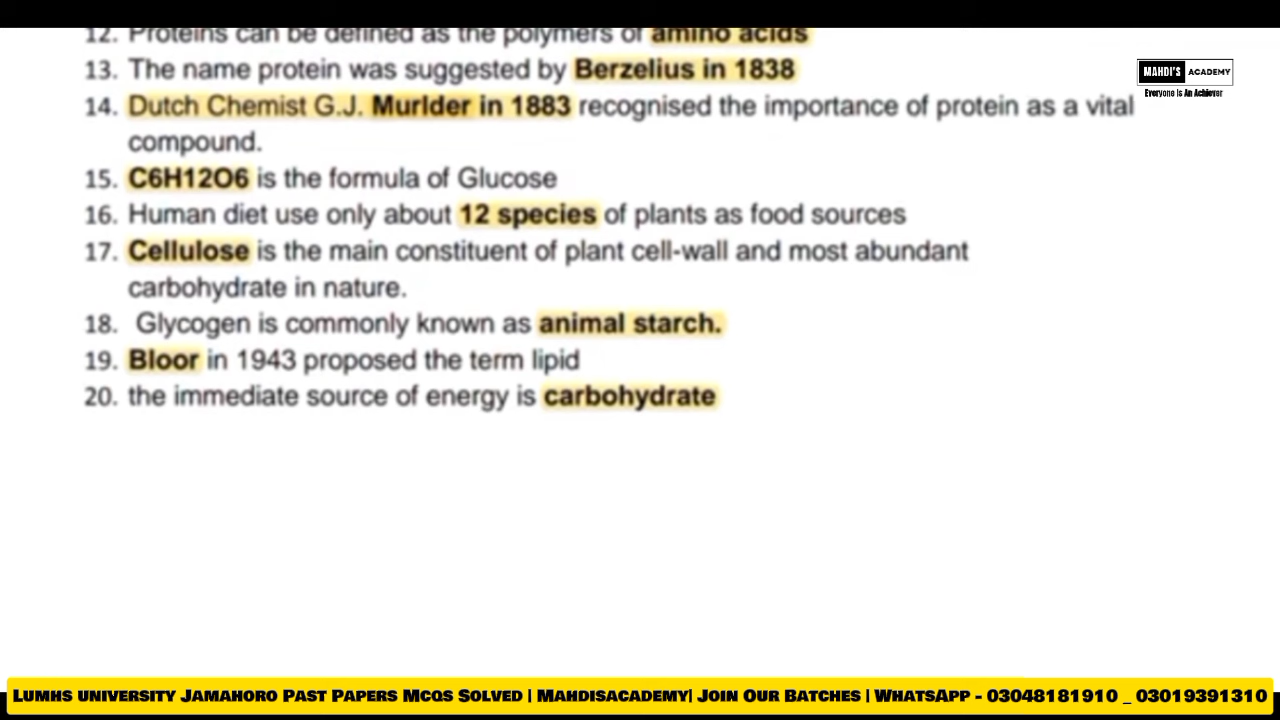 12. Proteins can be defined as the polymers of amino acids
13. The name protein was suggested by Berzelius in 1838
MAHDI'S ACADEMY
Everyone Is An Achiever
14. Dutch Chemist G.J. Murlder in 1883 recognised the importance of protein as a vital
compound.
15. C6H12O6 is the formula of Glucose
16. Human diet use only about 12 species of plants as food sources
17. Cellulose is the main constituent of plant cell-wall and most abundant
carbohydrate in nature.
18. Glycogen is commonly known as animal starch.
19. Bloor in 1943 proposed the term lipid
20. the immediate source of energy is carbohydrate
LUMHS UNIVERSITY JAMAHORO PAST PAPERS MCQS SOLVED | MAHDISACADEMY| JOIN OUR BATCHES | WHATSAPP - 03048181910 _ 03019391310